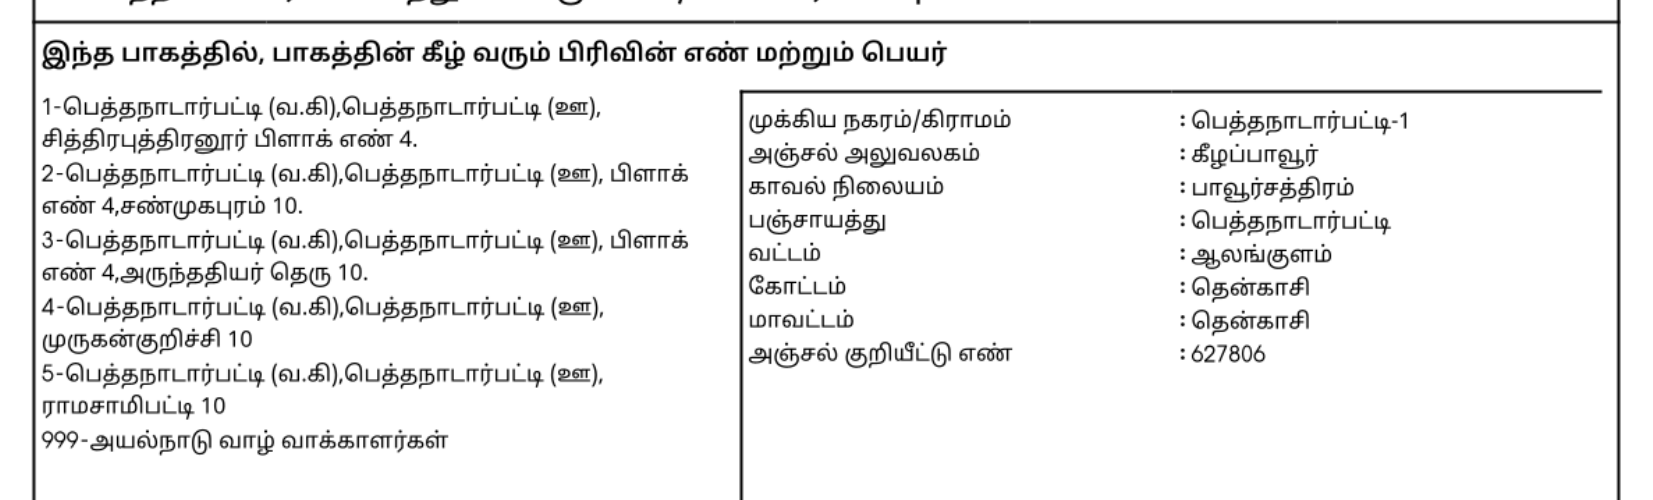 இந்த பாகத்தில், பாகத்தின் கீழ் வரும் பிரிவின் எண் மற்றும் பெயர்
1-பெத்தநாடார்பட்டி (வ.கி),பெத்தநாடார்பட்டி (ஊ),
சித்திரபுத்திரனூர் பிளாக் எண் 4.
2-பெத்தநாடார்பட்டி (வ.கி),பெத்தநாடார்பட்டி (ஊ), பிளாக்
எண் 4,சண்முகபுரம் 10.
3-பெத்தநாடார்பட்டி (வ.கி),பெத்தநாடார்பட்டி (ஊ), பிளாக்
எண் 4,அருந்ததியர் தெரு 10.
4-பெத்தநாடார்பட்டி (வ.கி),பெத்தநாடார்பட்டி (ஊ),
முருகன்குறிச்சி 10
5-பெத்தநாடார்பட்டி (வ.கி),பெத்தநாடார்பட்டி (ஊ),
ராமசாமிபட்டி 10
999-அயல்நாடு வாழ் வாக்காளர்கள்
முக்கிய நகரம்/கிராமம் : பெத்தநாடார்பட்டி-1
அஞ்சல் அலுவலகம் : கீழப்பாவூர்
காவல் நிலையம் : பாவூர்சத்திரம்
பஞ்சாயத்து : பெத்தநாடார்பட்டி
வட்டம் : ஆலங்குளம்
கோட்டம் : தென்காசி
மாவட்டம் : தென்காசி
அஞ்சல் குறியீட்டு எண் : 627806